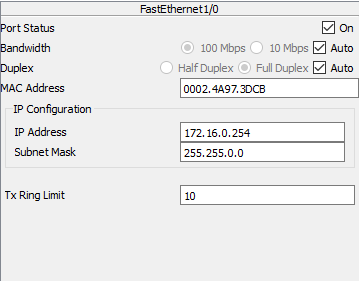 FastEthernet1/0
Port Status On
Bandwidth 100 Mbps 10 Mbps Auto
Duplex Half Duplex Full Duplex Auto
MAC Address 0002.4A97.3DCB
IP Configuration
IP Address 172.16.0.254
Subnet Mask 255.255.0.0
Tx Ring Limit 10